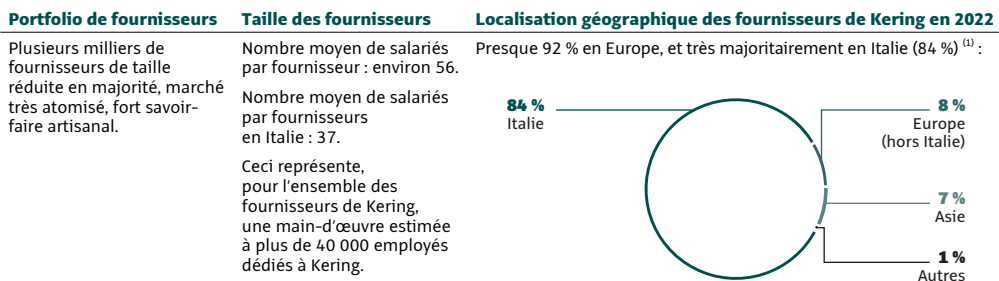 Portfolio de fournisseurs
Plusieurs milliers de
fournisseurs de taille
réduite en majorité, marché
très atomisé, fort savoir-
faire artisanal.
Taille des fournisseurs
Nombre moyen de salariés
par fournisseur : environ 56.
Nombre moyen de salariés
par fournisseurs
en Italie : 37.
Ceci représente,
pour l'ensemble des
fournisseurs de Kering,
une main-d'œuvre estimée
à plus de 40 000 employés
dédiés à Kering.
Localisation géographique des fournisseurs de Kering en 2022
Presque 92 % en Europe, et très majoritairement en Italie (84 %) (1) :
84 %
Italie
8 %
Europe
(hors Italie)
7 %
Asie
1 %
Autres